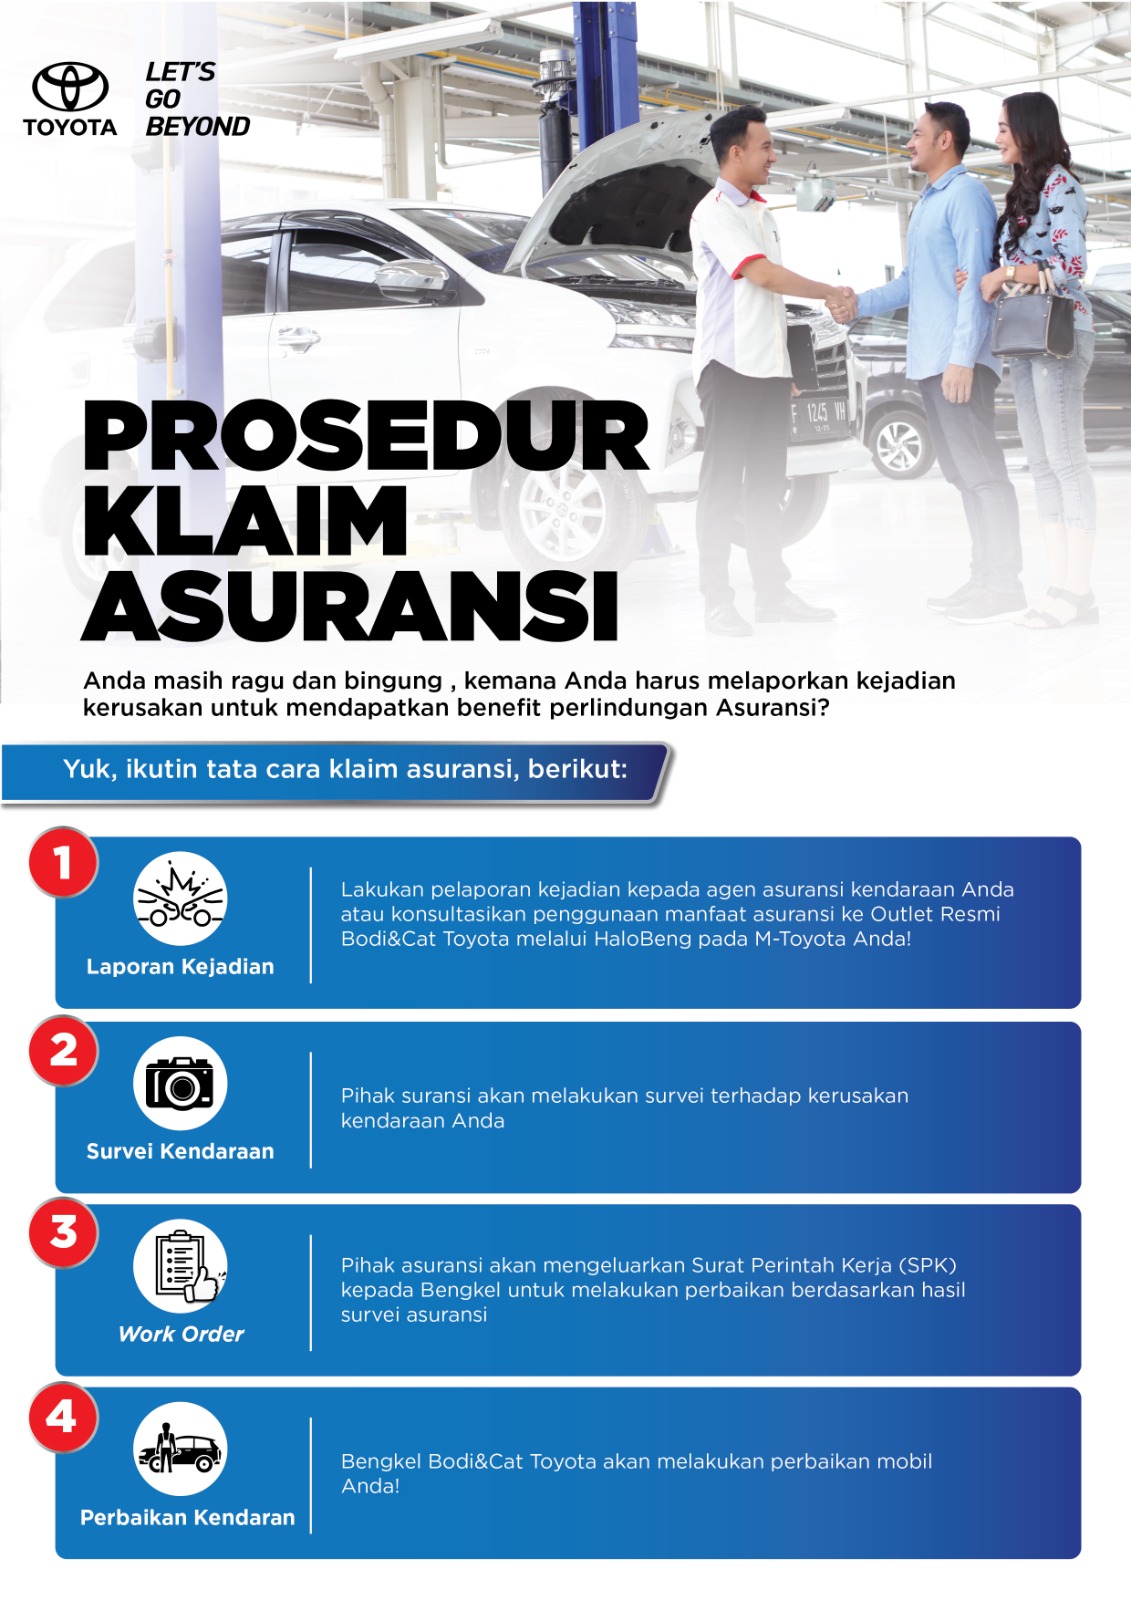 TOYOTA
LET'S
GO
BEYOND
F 1245 VH
PROSEDUR
KLAIM
ASURANSI
Anda masih ragu dan bingung , kemana Anda harus melaporkan kejadian
kerusakan untuk mendapatkan benefit perlindungan Asuransi?
Yuk, ikutin tata cara klaim asuransi, berikut:
1
Laporan Kejadian
Lakukan pelaporan kejadian kepada agen asuransi kendaraan Anda
atau konsultasikan penggunaan manfaat asuransi ke Outlet Resmi
Bodi&Cat Toyota melalui HaloBeng pada M-Toyota Anda!
2
Survei Kendaraan
Pihak suransi akan melakukan survei terhadap kerusakan
kendaraan Anda
3
Work Order
Pihak asuransi akan mengeluarkan Surat Perintah Kerja (SPK)
kepada Bengkel untuk melakukan perbaikan berdasarkan hasil
survei asuransi
4
Perbaikan Kendaran
Bengkel Bodi&Cat Toyota akan melakukan perbaikan mobil
Anda!